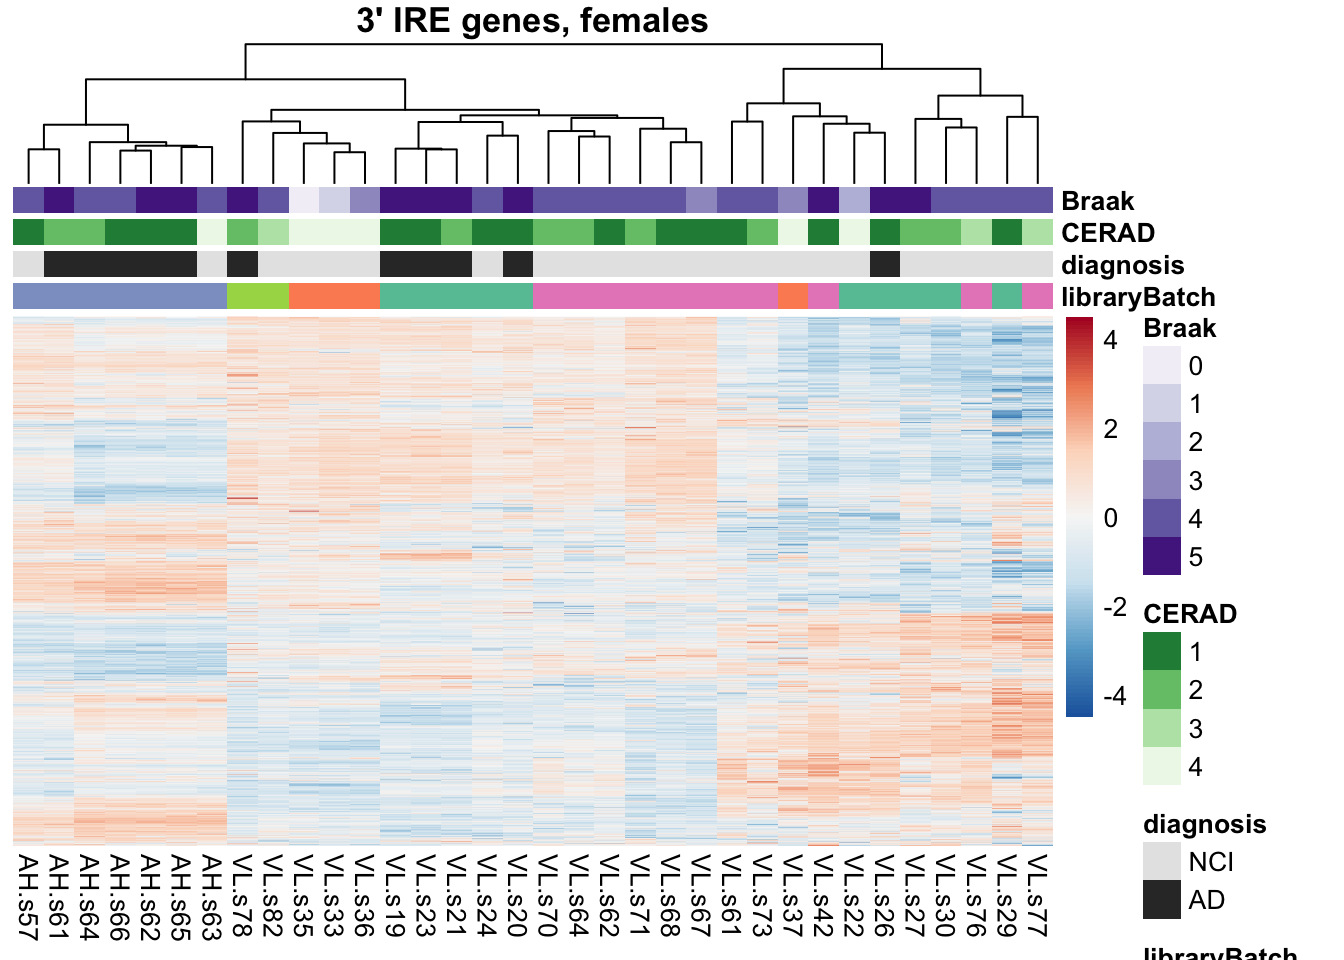 3' IRE genes, females
Braak
CERAD
diagnosis
libraryBatch
4
2
0
-2
-4
Braak
0
1
2
3
4
5
CERAD
1
2
3
4
diagnosis
NCI
AD
libraryBatch
AH.s57
AH.s61
AH.s64
AH.s66
AH.s62
AH.s65
AH.s63
VL.s78
VL.s82
VL.s35
VL.s33
VL.s36
VL.s19
VL.s23
VL.s21
VL.s24
VL.s20
VL.s70
VL.s64
VL.s62
VL.s71
VL.s68
VL.s67
VL.s61
VL.s73
VL.s37
VL.s42
VL.s22
VL.s26
VL.s27
VL.s30
VL.s76
VL.s29
VL.s77